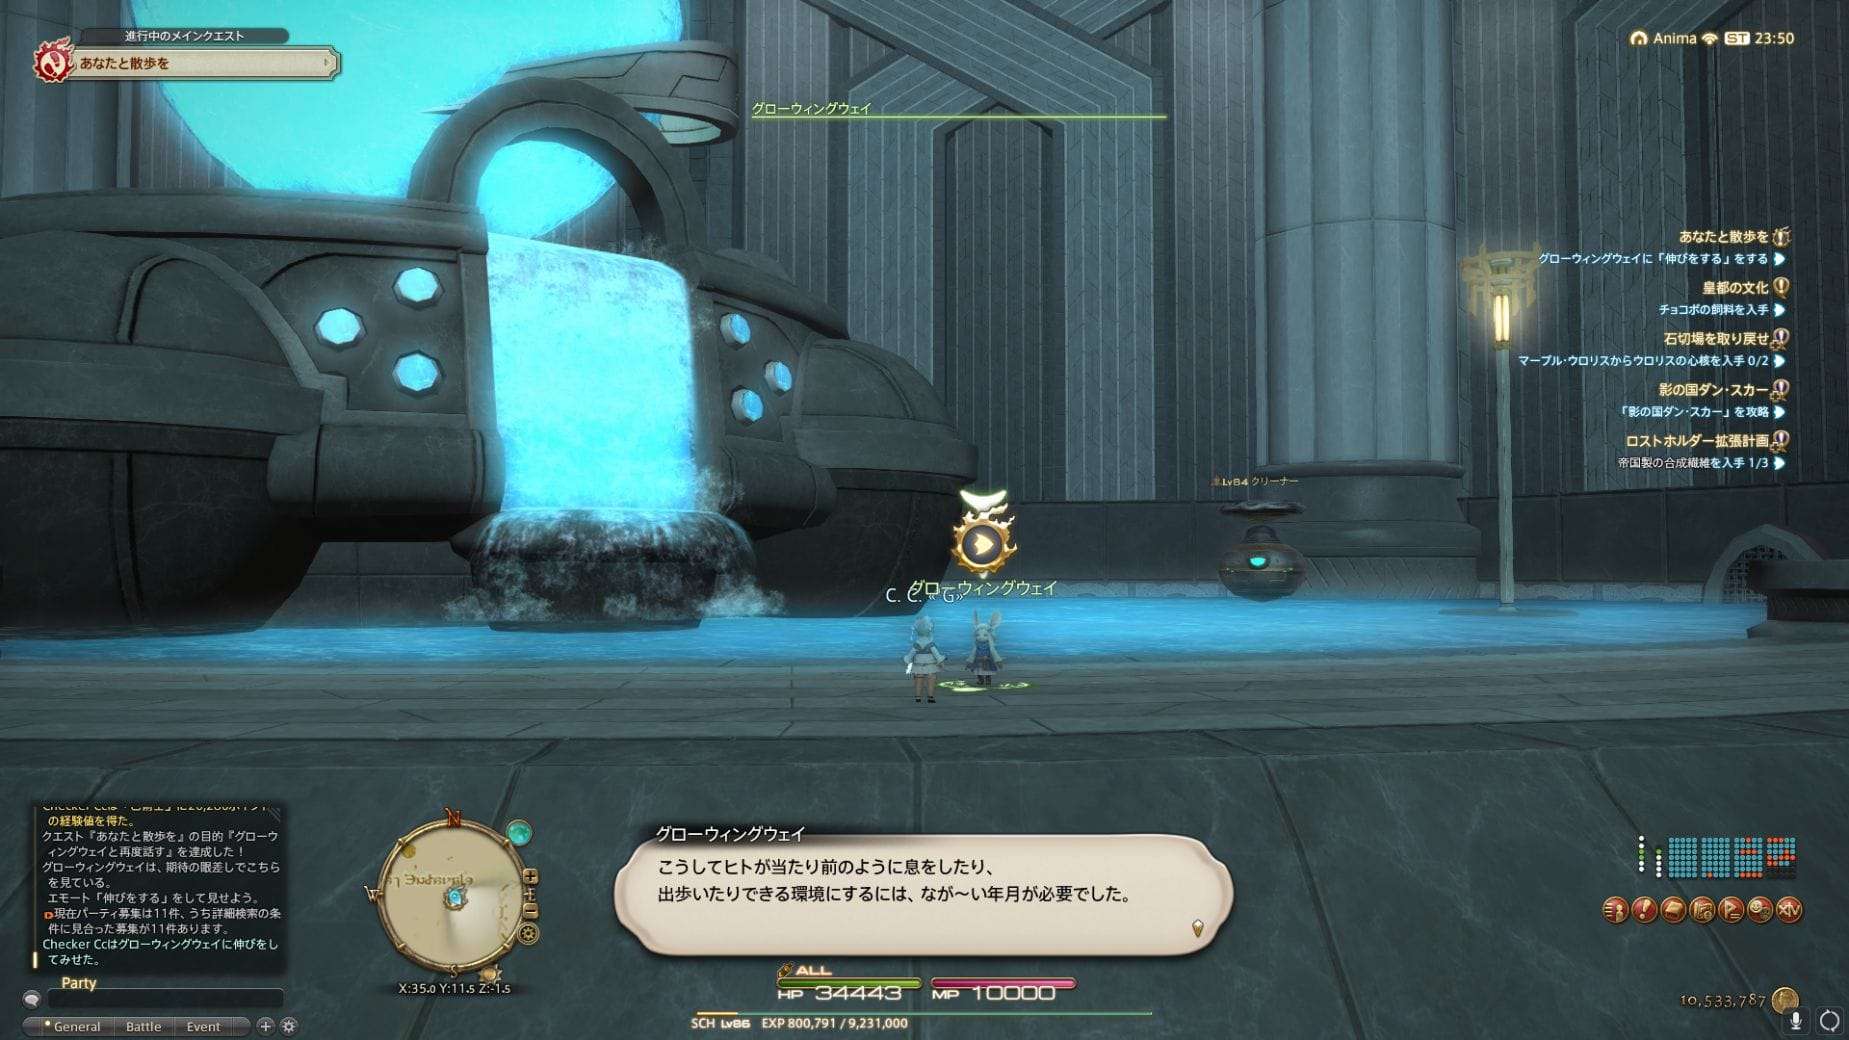 進行中のメインクエスト
あなたと散歩を
Anima ST 23:50
グローウィングウェイ
あなたと散歩を
グローウィングウェイに「伸びをする」をする
皇都の文化
チョコボの飼料を入手
石切場を取り戻せ
マーブル・ウロリスからウロリスの心核を入手 0/2
影の国ダン・スカー
「影の国ダン・スカー」を攻略
ロストホルダー拡張計画
帝国製の合成繊維を入手 1/3
Lv84 クリーナー
グローウィングウェイ
C. C. «G»
の経験値を得た。
クエスト『あなたと散歩を』の目的『グローウ
ィングウェイと再度話す』を達成した！
グローウィングウェイは、期待の眼差しでこちら
を見ている。
エモート「伸びをする」をして見せよう。
現在パーティ募集は11件、うち詳細検索の条
件に見合った募集が11件あります。
Checker Ccはグローウィングウェイに伸びをし
てみせた。
Party
General Battle Event
N
W
S
X:35.0 Y:11.5 Z:-1.5
グローウィングウェイ
こうしてヒトが当たり前のように息をしたり、
出歩いたりできる環境にするには、なが〜い年月が必要でした。
ALL
HP 34443 MP 10000
SCH Lv86 EXP 800,791 / 9,231,000
XIV
10,533,787